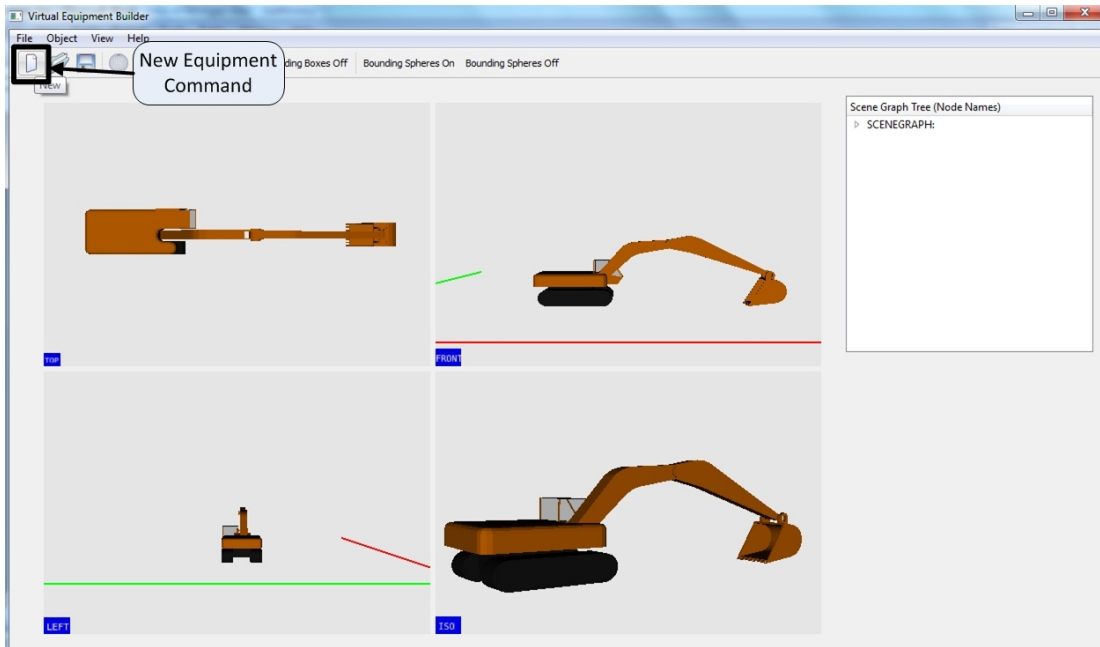 Virtual Equipment Builder
File Object View Help
New Equipment
Command
ding Boxes Off Bounding Spheres On Bounding Spheres Off
New
Scene Graph Tree (Node Names)
SCENEGRAPH:
TOP
FRONT
LEFT
ISO